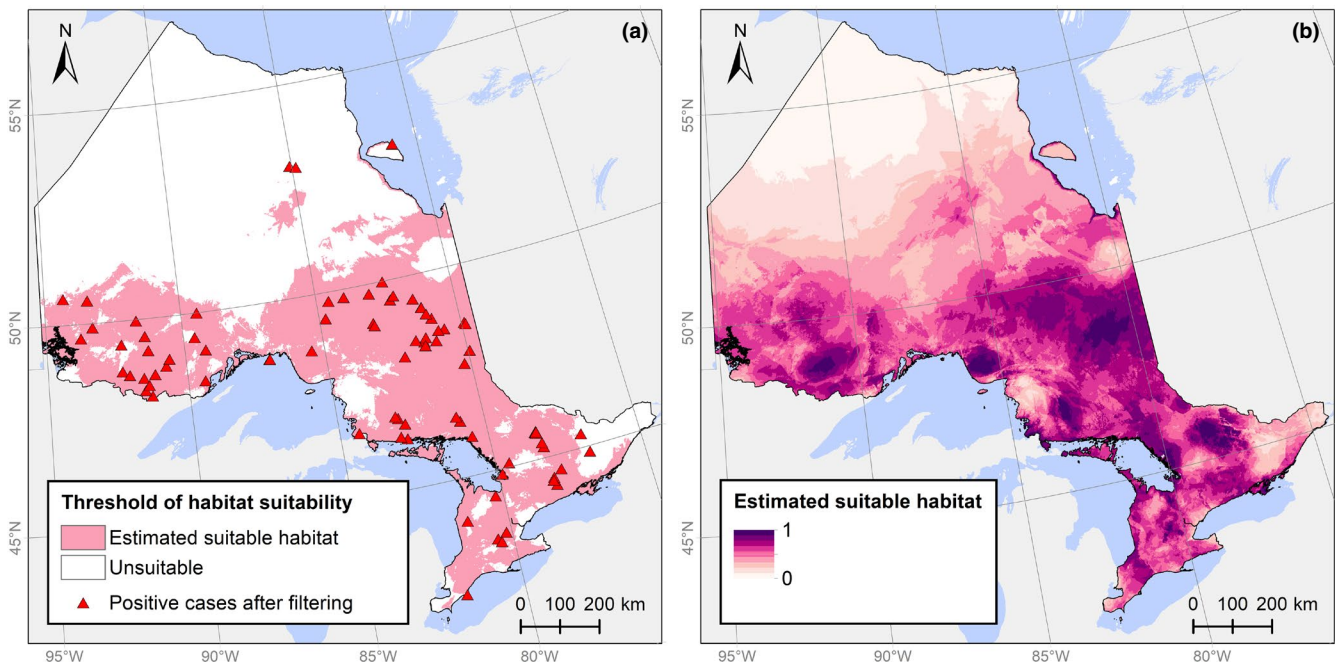 N
(a)
55°N
50°N
45°N
95°W
90°W
85°W
80°W
Threshold of habitat suitability
Estimated suitable habitat
Unsuitable
Positive cases after filtering
0 100 200 km
N
(b)
55°N
50°N
45°N
95°W
90°W
85°W
80°W
Estimated suitable habitat
1
0
0 100 200 km